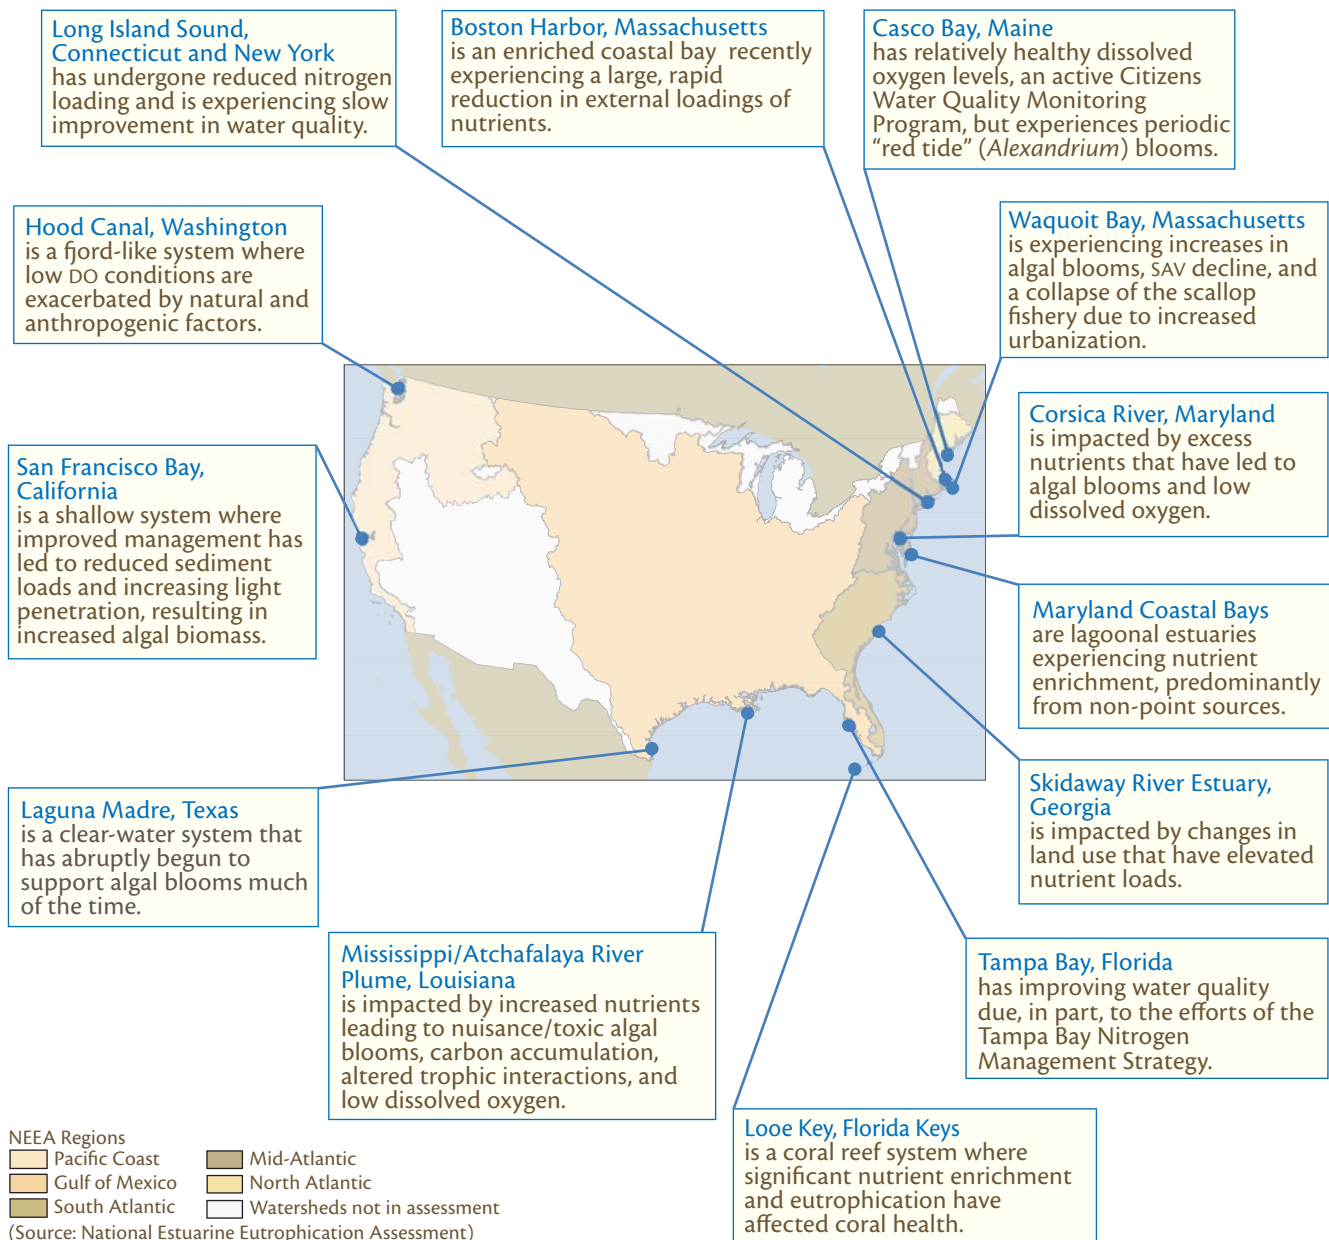 Long Island Sound,
Connecticut and New York
has undergone reduced nitrogen
loading and is experiencing slow
improvement in water quality.
Boston Harbor, Massachusetts
is an enriched coastal bay recently
experiencing a large, rapid
reduction in external loadings of
nutrients.
Casco Bay, Maine
has relatively healthy dissolved
oxygen levels, an active Citizens
Water Quality Monitoring
Program, but experiences periodic
“red tide” (Alexandrium) blooms.
Hood Canal, Washington
is a fjord-like system where
low DO conditions are
exacerbated by natural and
anthropogenic factors.
Waquoit Bay, Massachusetts
is experiencing increases in
algal blooms, SAV decline, and
a collapse of the scallop
fishery due to increased
urbanization.
Corsica River, Maryland
is impacted by excess
nutrients that have led to
algal blooms and low
dissolved oxygen.
San Francisco Bay,
California
is a shallow system where
improved management has
led to reduced sediment
loads and increasing light
penetration, resulting in
increased algal biomass.
Maryland Coastal Bays
are lagoonal estuaries
experiencing nutrient
enrichment, predominantly
from non-point sources.
Skidaway River Estuary,
Georgia
is impacted by changes in
land use that have elevated
nutrient loads.
Laguna Madre, Texas
is a clear-water system that
has abruptly begun to
support algal blooms much
of the time.
Mississippi/Atchafalaya River
Plume, Louisiana
is impacted by increased nutrients
leading to nuisance/toxic algal
blooms, carbon accumulation,
altered trophic interactions, and
low dissolved oxygen.
Tampa Bay, Florida
has improving water quality
due, in part, to the efforts of the
Tampa Bay Nitrogen
Management Strategy.
Looe Key, Florida Keys
is a coral reef system where
significant nutrient enrichment
and eutrophication have
affected coral health.
NEEA Regions
Pacific Coast
Gulf of Mexico
South Atlantic
Mid-Atlantic
North Atlantic
Watersheds not in assessment
(Source: National Estuarine Eutrophication Assessment)